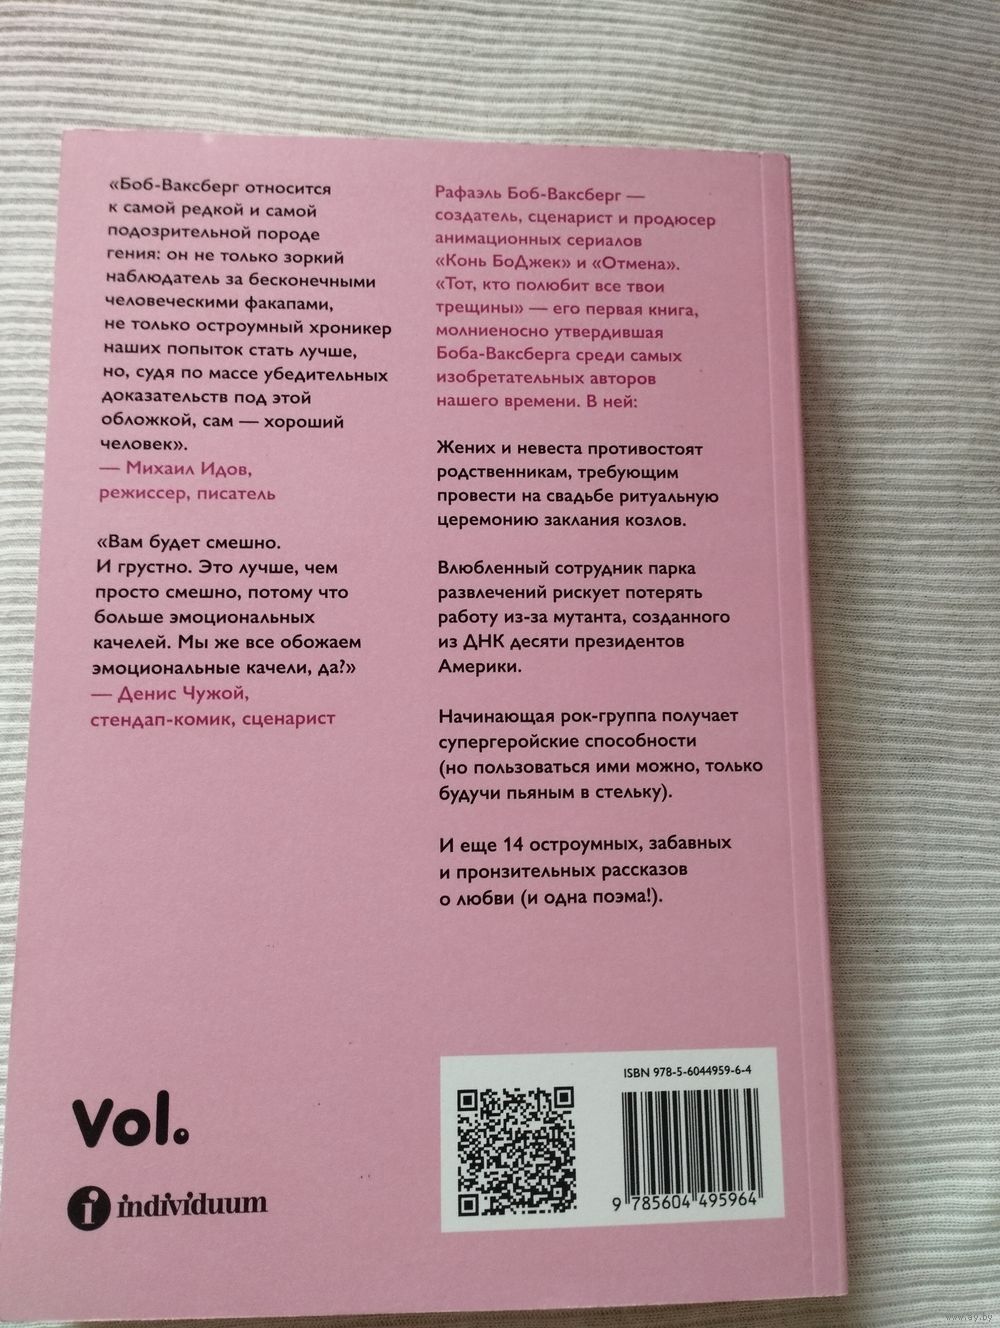 «Боб-Ваксберг относится
к самой редкой и самой
подозрительной породе
гения: он не только зоркий
наблюдатель за бесконечными
человеческими факапами,
не только остроумный хроникер
наших попыток стать лучше,
но, судя по массе убедительных
доказательств под этой
обложкой, сам — хороший
человек».
— Михаил Идов,
режиссер, писатель
«Вам будет смешно.
И грустно. Это лучше, чем
просто смешно, потому что
больше эмоциональных
качелей. Мы же все обожаем
эмоциональные качели, да?»
— Денис Чужой,
стендап-комик, сценарист
Рафаэль Боб-Ваксберг —
создатель, сценарист и продюсер
анимационных сериалов
«Конь БоДжек» и «Отмена».
«Тот, кто полюбит все твои
трещины» — его первая книга,
молниеносно утвердившая
Боба-Ваксберга среди самых
изобретательных авторов
нашего времени. В ней:
Жених и невеста противостоят
родственникам, требующим
провести на свадьбе ритуальную
церемонию заклания козлов.
Влюбленный сотрудник парка
развлечений рискует потерять
работу из-за мутанта, созданного
из ДНК десяти президентов
Америки.
Начинающая рок-группа получает
супергеройские способности
(но пользоваться ими можно, только
будучи пьяным в стельку).
И еще 14 остроумных, забавных
и пронзительных рассказов
о любви (и одна поэма!).
Vol.
i individuum
ISBN 978-5-6044959-6-4
9 785604 495964
www.ay.by